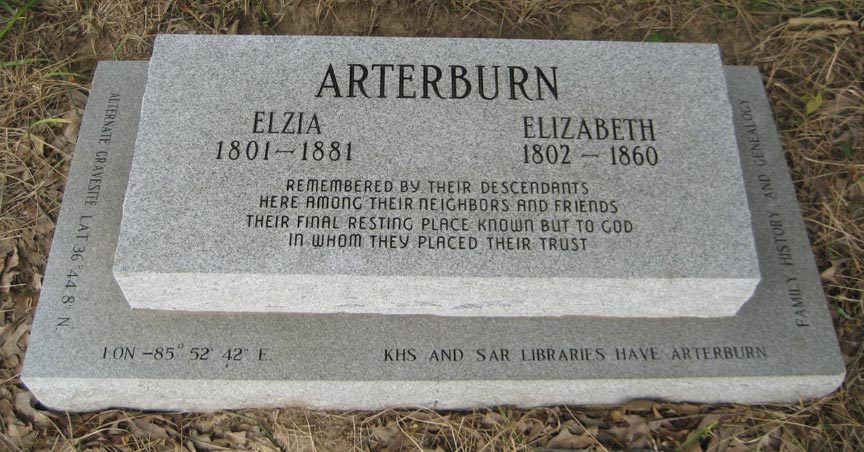 ARTERBURN
ELZIA
1801 – 1881
ELIZABETH
1802 – 1860
REMEMBERED BY THEIR DESCENDANTS
HERE AMONG THEIR NEIGHBORS AND FRIENDS
THEIR FINAL RESTING PLACE KNOWN BUT TO GOD
IN WHOM THEY PLACED THEIR TRUST
ALTERNATE GRAVESITE LAT 36° 44' 8" N.
LON –85° 52' 42" E.
KHS AND SAR LIBRARIES HAVE ARTERBURN
FAMILY HISTORY AND GENEALOGY